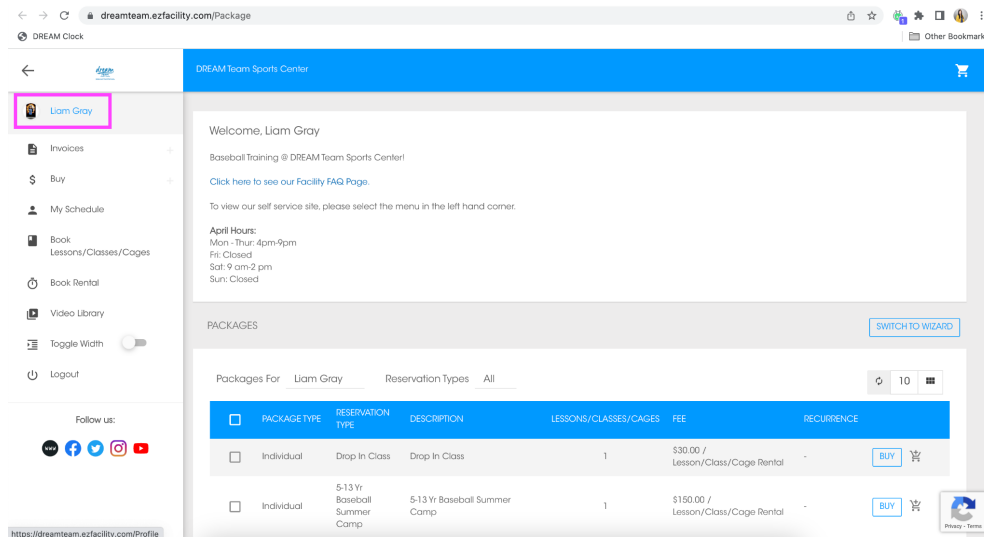 dreamteam.ezfacility.com/Package
DREAM Clock
Other Bookmark
dream
DREAM Team Sports Center
Liam Gray
Invoices
Buy
My Schedule
Book
Lessons/Classes/Cages
Book Rental
Video Library
Toggle Width
Logout
Follow us:
www
Welcome, Liam Gray
Baseball Training @ DREAM Team Sports Center!
Click here to see our Facility FAQ Page.
To view our self service site, please select the menu in the left hand corner.
April Hours:
Mon - Thur: 4pm-9pm
Fri: Closed
Sat: 9 am-2 pm
Sun: Closed
PACKAGES
SWITCH TO WIZARD
Packages For Liam Gray Reservation Types All
10
PACKAGE TYPE RESERVATION TYPE DESCRIPTION LESSONS/CLASSES/CAGES FEE RECURRENCE
Individual Drop In Class Drop In Class 1 $30.00 / Lesson/Class/Cage Rental - BUY
Individual 5-13 Yr Baseball Summer Camp 5-13 Yr Baseball Summer Camp 1 $150.00 / Lesson/Class/Cage Rental - BUY
Privacy - Terms
https://dreamteam.ezfacility.com/Profile